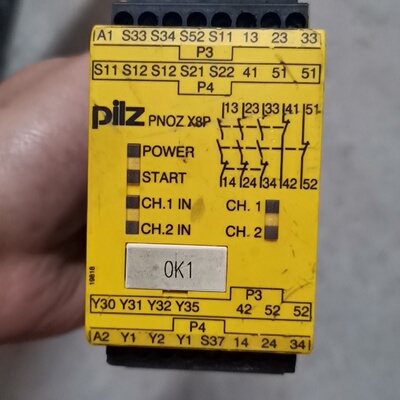 A1 S33 S34 S52 S11 13 23 33
P3
S11 S12 S12 S21 S22 41 51 51
P4
pilz PNOZ X8P
13 23 33 41 51
POWER
START
14 24 34 42 52
CH.1 IN CH. 1
CH.2 IN CH. 2
OK1
19818
P3
Y30 Y31 Y32 Y35 42 52 52
P4
A2 Y1 Y2 Y1 S37 14 24 34